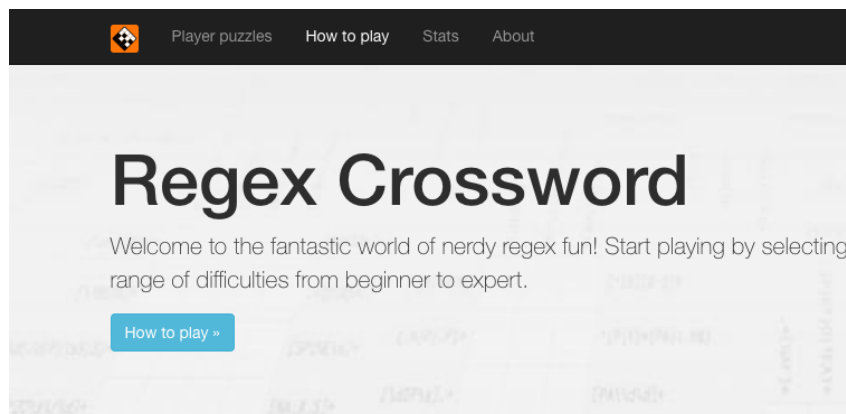 Player puzzles How to play Stats About
Regex Crossword
Welcome to the fantastic world of nerdy regex fun! Start playing by selecting
range of difficulties from beginner to expert.
How to play »